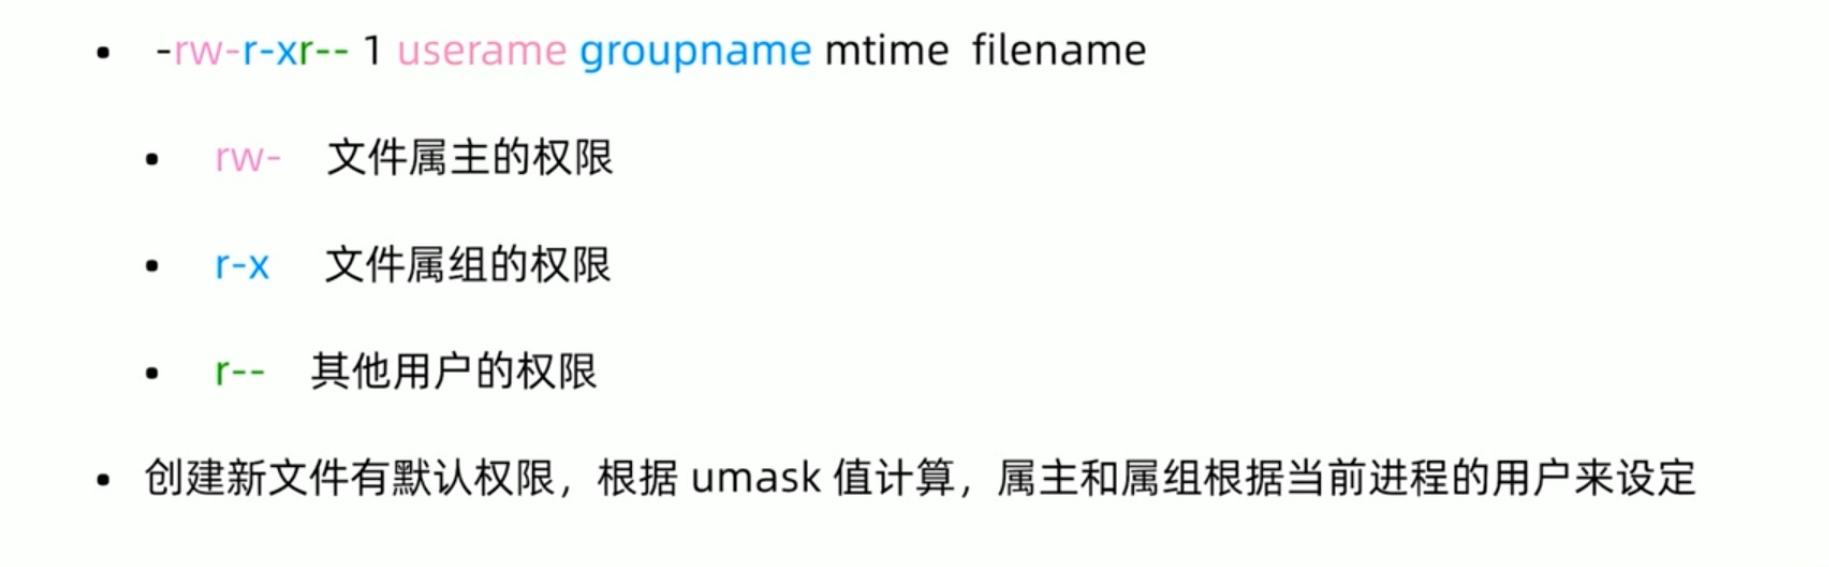 • -rw-r-xr-- 1 userame groupname mtime filename
• rw- 文件属主的权限
• r-x 文件属组的权限
• r-- 其他用户的权限
• 创建新文件有默认权限，根据 umask 值计算，属主和属组根据当前进程的用户来设定